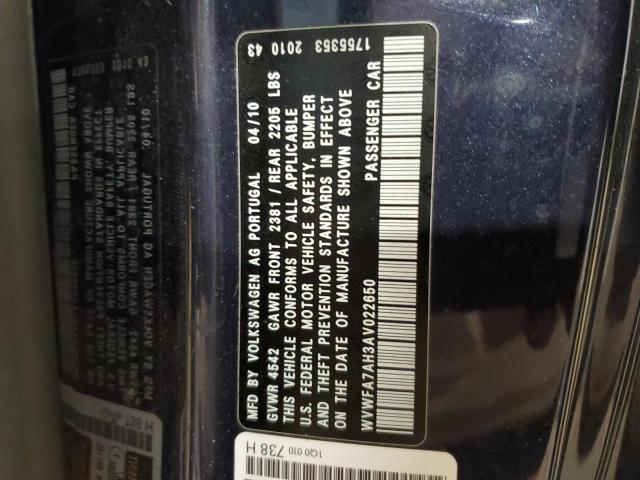 1755353 2010 43
MFD BY VOLKSWAGEN AG PORTUGAL 04/10
GVWR 4542 GAWR FRONT 2381 / REAR 2205 LBS
THIS VEHICLE CONFORMS TO ALL APPLICABLE
U.S. FEDERAL MOTOR VEHICLE SAFETY, BUMPER
AND THEFT PREVENTION STANDARDS IN EFFECT
ON THE DATE OF MANUFACTURE SHOWN ABOVE
WVWFA7AH3AV022650 PASSENGER CAR
1Q0 010 738 H